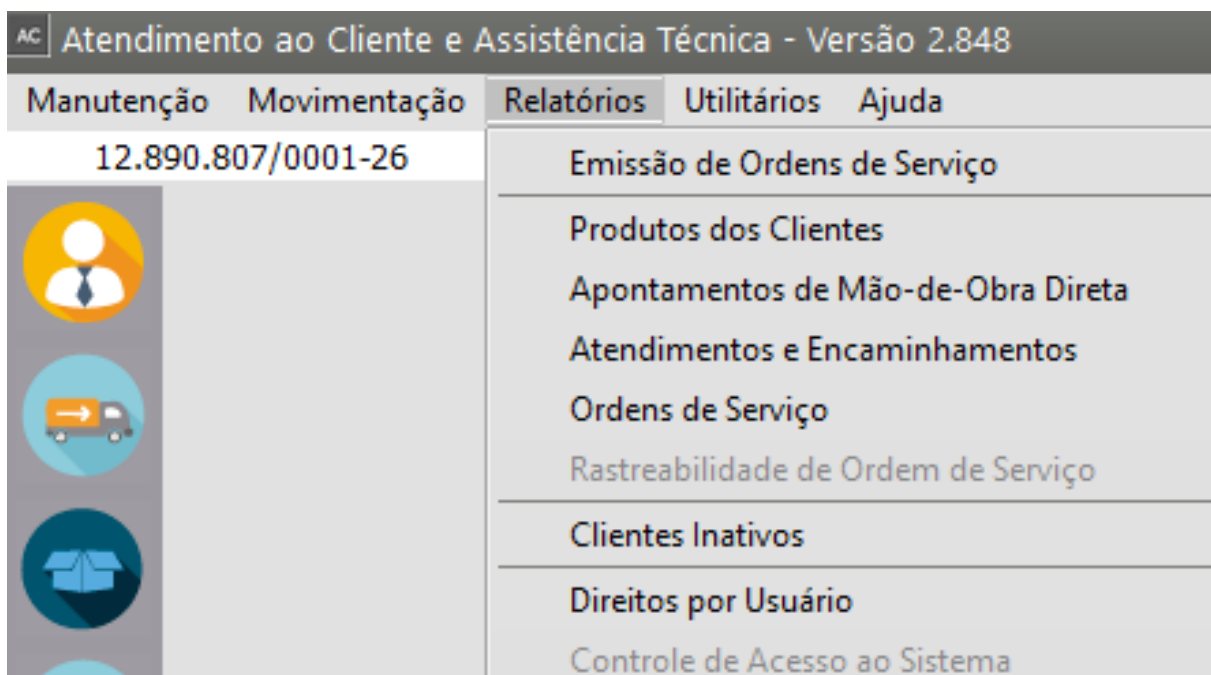 AC Atendimento ao Cliente e Assistência Técnica - Versão 2.848
Manutenção Movimentação Relatórios Utilitários Ajuda
12.890.807/0001-26
Emissão de Ordens de Serviço
Produtos dos Clientes
Apontamentos de Mão-de-Obra Direta
Atendimentos e Encaminhamentos
Ordens de Serviço
Rastreabilidade de Ordem de Serviço
Clientes Inativos
Direitos por Usuário
Controle de Acesso ao Sistema